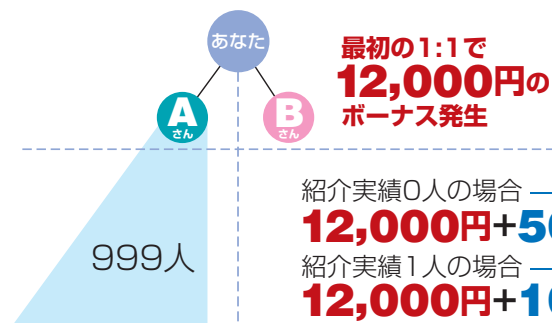 あなた
最初の1:1で
12,000円の
ボーナス発生
A
さん
B
さん
紹介実績0人の場合
12,000円+
999人
紹介実績1人の場合
12,000円+